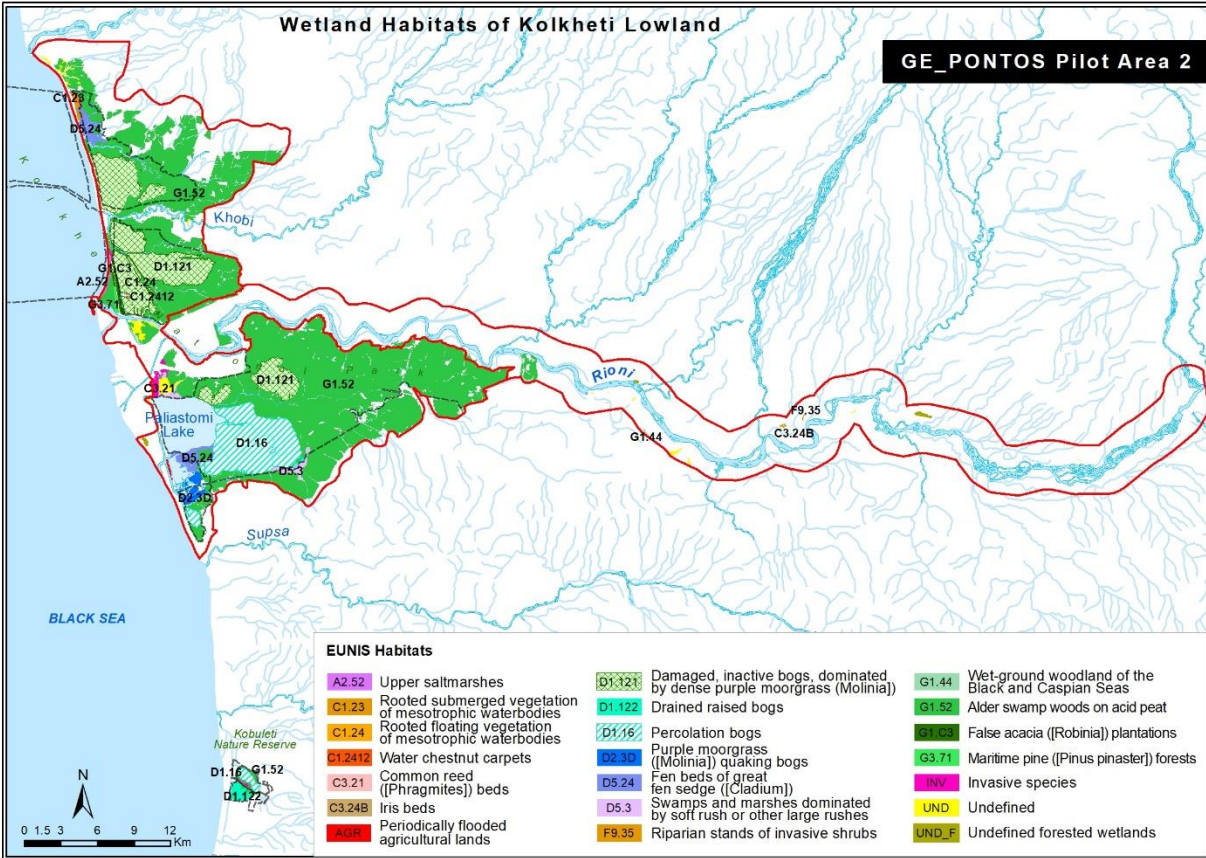 Wetland Habitats of Kolkheti Lowland
GE_PONTOS Pilot Area 2
C1.23
D5.24
G1.52
Khobi
G1.C3
D1.121
A2.52
C1.24
C1.2412
G3.71
D1.121
G1.52
C3.21
Rioni
Paliastomi
Lake
D1.16
F9.35
C3.24B
G1.44
D5.24
D5.3
D2.3D
Supsa
BLACK SEA
Kobuleti
Nature Reserve
D1.16
G1.52
D1.122
N
0 1.5 3 6 9 12
Km
EUNIS Habitats
A2.52 Upper saltmarshes
C1.23 Rooted submerged vegetation
of mesotrophic waterbodies
C1.24 Rooted floating vegetation
of mesotrophic waterbodies
C1.2412 Water chestnut carpets
C3.21 Common reed
([Phragmites]) beds
C3.24B Iris beds
AGR Periodically flooded
agricultural lands
D1.121 Damaged, inactive bogs, dominated
by dense purple moorgrass (Molinia])
D1.122 Drained raised bogs
D1.16 Percolation bogs
D2.3D Purple moorgrass
([Molinia]) quaking bogs
D5.24 Fen beds of great
fen sedge ([Cladium])
D5.3 Swamps and marshes dominated
by soft rush or other large rushes
F9.35 Riparian stands of invasive shrubs
G1.44 Wet-ground woodland of the
Black and Caspian Seas
G1.52 Alder swamp woods on acid peat
G1.C3 False acacia ([Robinia]) plantations
G3.71 Maritime pine ([Pinus pinaster]) forests
INV Invasive species
UND Undefined
UND_F Undefined forested wetlands